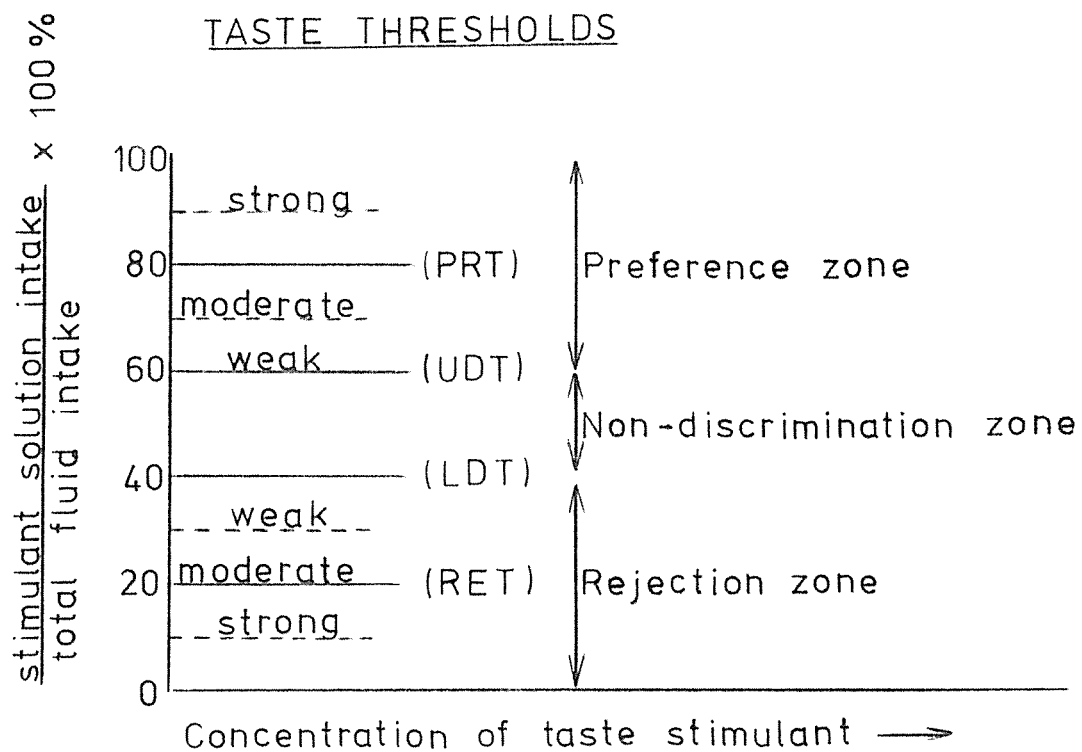 TASTE THRESHOLDS
stimulant solution intake x 100 %
total fluid intake
100
strong
80 (PRT) Preference zone
moderate
weak
60 (UDT)
Non-discrimination zone
40 (LDT)
weak
moderate
20 (RET) Rejection zone
strong
0
Concentration of taste stimulant